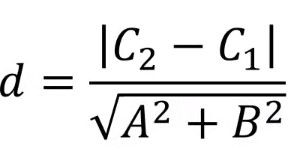 d = |C₂ − C₁| / √(A² + B²)